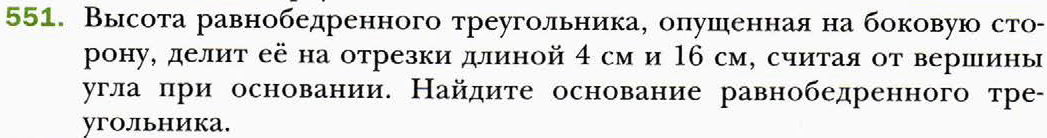 551. Высота равнобедренного треугольника, опущенная на боковую сто-
рону, делит её на отрезки длиной 4 см и 16 см, считая от вершины
угла при основании. Найдите основание равнобедренного тре-
угольника.